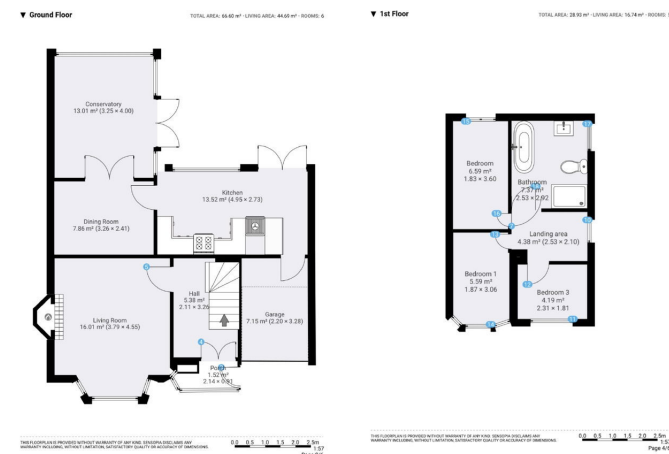 ▼ Ground Floor
TOTAL AREA: 66.60 m² · LIVING AREA: 44.69 m² · ROOMS: 6
Conservatory
13.01 m² (3.25 × 4.00)
Kitchen
13.52 m² (4.95 × 2.73)
Dining Room
7.86 m² (3.26 × 2.41)
Hall
5.38 m²
2.11 × 3.26
Garage
7.15 m² (2.20 × 3.28)
Living Room
16.01 m² (3.79 × 4.55)
Porch
1.52 m²
2.14 × 0.91
THIS FLOORPLAN IS PROVIDED WITHOUT WARRANTY OF ANY KIND. SENSOPIA DISCLAIMS ANY
WARRANTY INCLUDING, WITHOUT LIMITATION, SATISFACTORY QUALITY OR ACCURACY OF DIMENSIONS.
0.0 0.5 1.0 1.5 2.0 2.5m
1:57
▼ 1st Floor
TOTAL AREA: 28.92 m² · LIVING AREA: 16.74 m² · ROOMS:
Bedroom
6.59 m²
1.83 × 3.60
Bathroom
7.37 m²
2.53 × 2.92
Landing area
4.38 m² (2.53 × 2.10)
Bedroom 1
5.59 m²
1.87 × 3.06
Bedroom 3
4.19 m²
2.31 × 1.81
THIS FLOORPLAN IS PROVIDED WITHOUT WARRANTY OF ANY KIND. SENSOPIA DISCLAIMS ANY
WARRANTY INCLUDING, WITHOUT LIMITATION, SATISFACTORY QUALITY OR ACCURACY OF DIMENSIONS.
0.0 0.5 1.0 1.5 2.0 2.5m
Page 4/